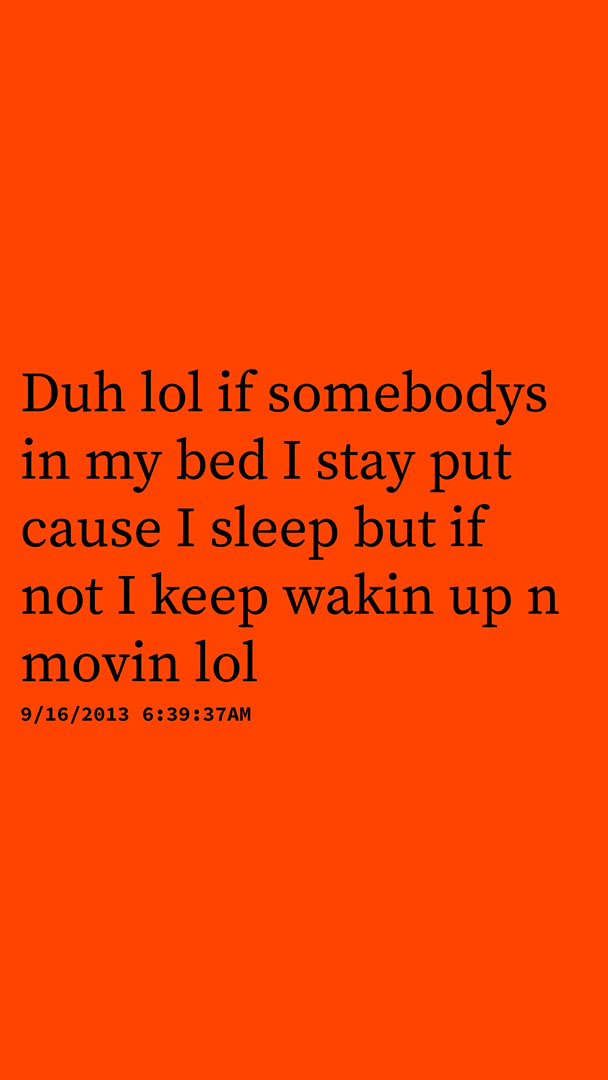 Duh lol if somebodys
in my bed I stay put
cause I sleep but if
not I keep wakin up n
movin lol
9/16/2013 6:39:37AM